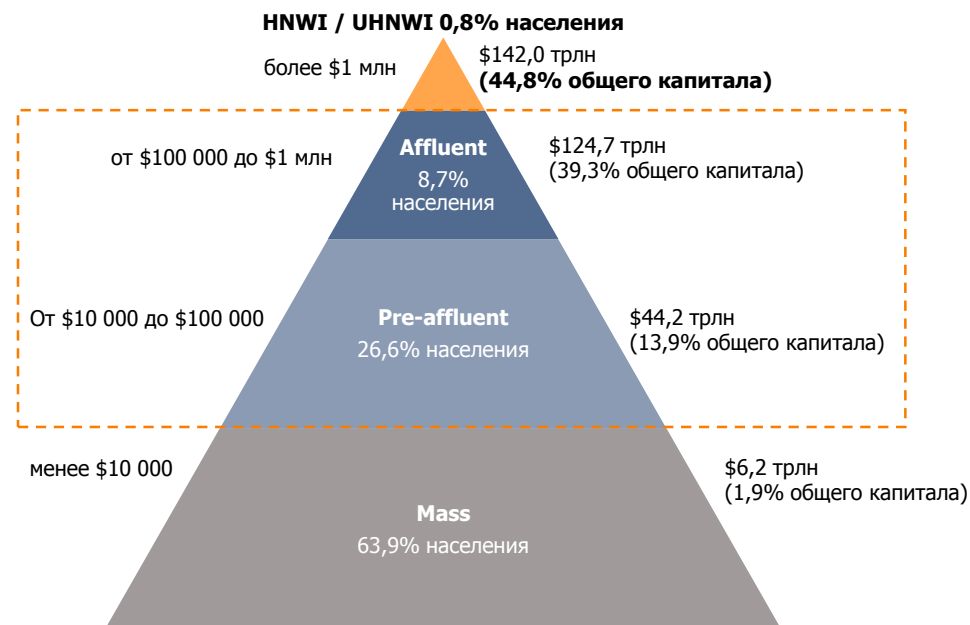 HNWI / UHNWI 0,8% населения
более $1 млн
$142,0 трлн
(44,8% общего капитала)
от $100 000 до $1 млн
Affluent
8,7%
населения
$124,7 трлн
(39,3% общего капитала)
От $10 000 до $100 000
Pre-affluent
26,6% населения
$44,2 трлн
(13,9% общего капитала)
менее $10 000
Mass
63,9% населения
$6,2 трлн
(1,9% общего капитала)